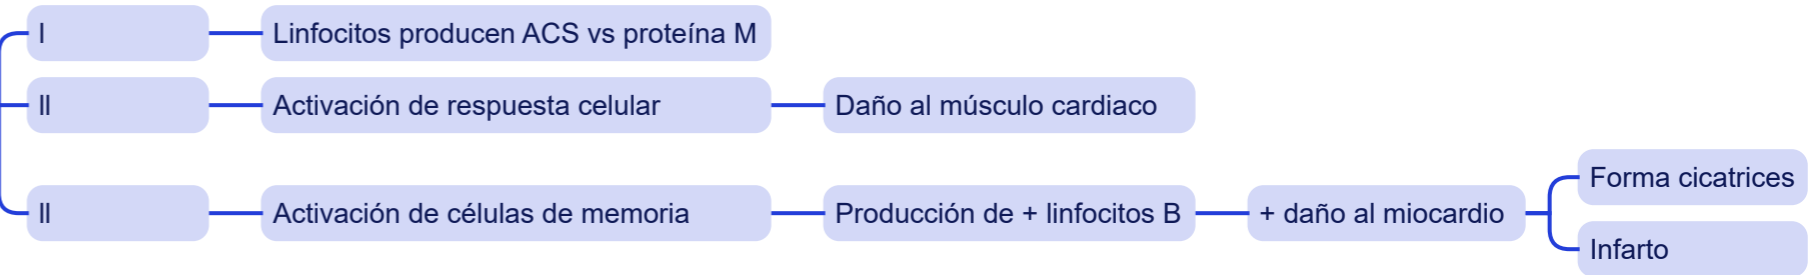 I
Linfocitos producen ACS vs proteína M
II
Activación de respuesta celular
Daño al músculo cardiaco
II
Activación de células de memoria
Producción de + linfocitos B
+ daño al miocardio
Forma cicatrices
Infarto